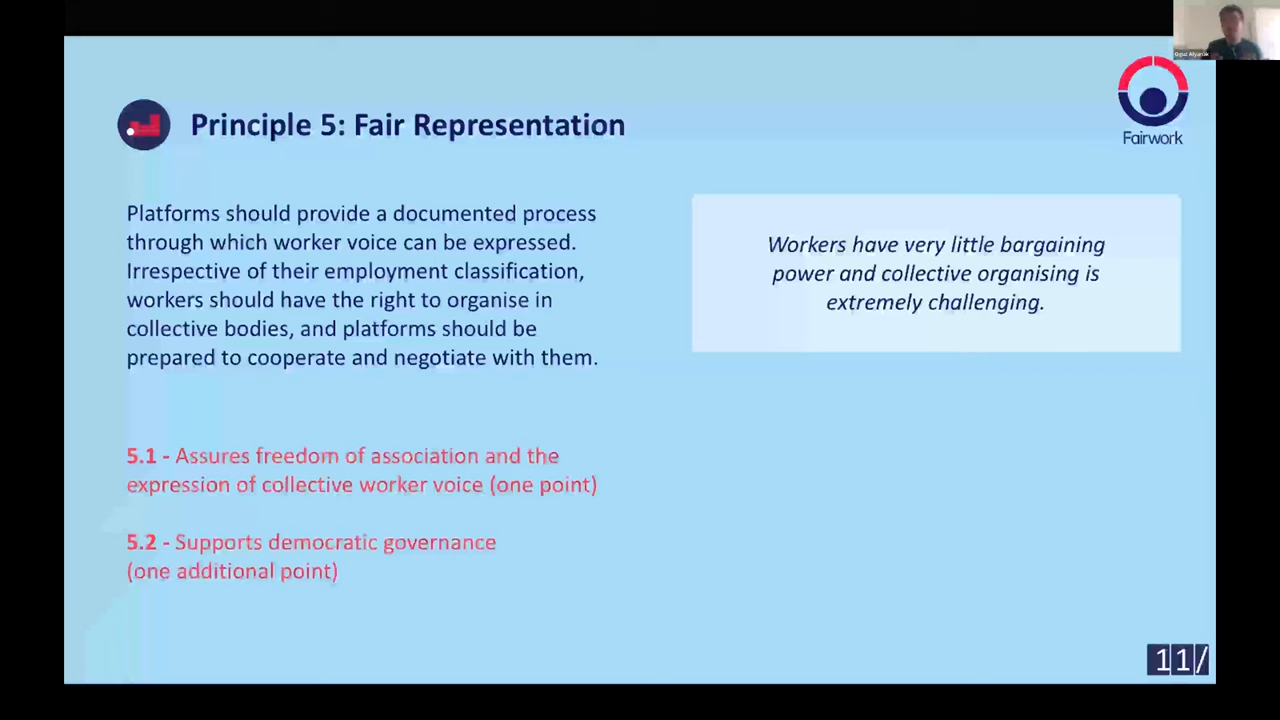 Principle 5: Fair Representation
Fairwork
Platforms should provide a documented process
through which worker voice can be expressed.
Irrespective of their employment classification,
workers should have the right to organise in
collective bodies, and platforms should be
prepared to cooperate and negotiate with them.
Workers have very little bargaining
power and collective organising is
extremely challenging.
5.1 - Assures freedom of association and the
expression of collective worker voice (one point)
5.2 - Supports democratic governance
(one additional point)
11/